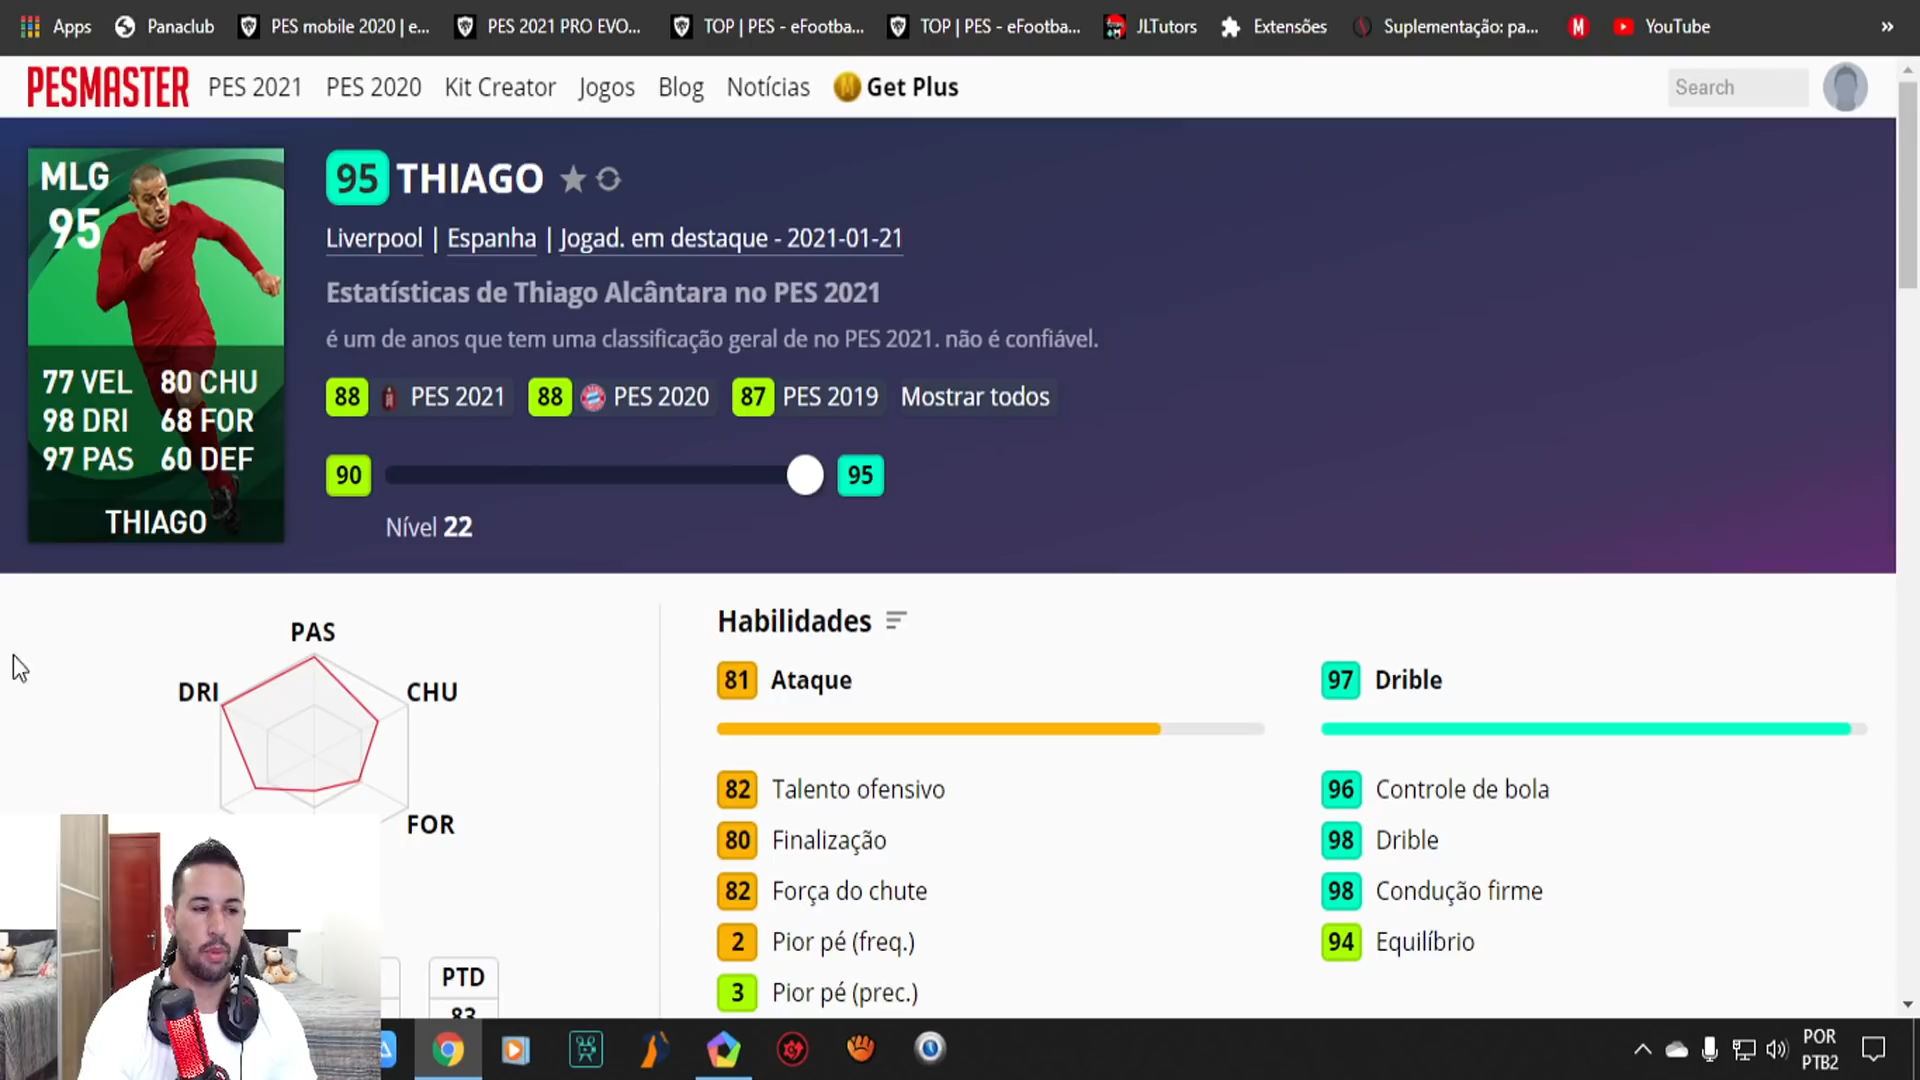 Apps
Panaclub
PES mobile 2020 | e...
PES 2021 PRO EVO...
TOP | PES - eFootba...
TOP | PES - eFootba...
JLTutors
Extensões
Suplementação: pa...
YouTube
»
PESMASTER
PES 2021
PES 2020
Kit Creator
Jogos
Blog
Notícias
Get Plus
Search
MLG
95
77 VEL 80 CHU
98 DRI 68 FOR
97 PAS 60 DEF
THIAGO
95 THIAGO
Liverpool | Espanha | Jogad. em destaque - 2021-01-21
Estatísticas de Thiago Alcântara no PES 2021
é um de anos que tem uma classificação geral de no PES 2021. não é confiável.
88 PES 2021 88 PES 2020 87 PES 2019 Mostrar todos
90 95
Nível 22
PAS
DRI
CHU
FOR
PTD
83
Habilidades
81 Ataque
82 Talento ofensivo
80 Finalização
82 Força do chute
2 Pior pé (freq.)
3 Pior pé (prec.)
97 Drible
96 Controle de bola
98 Drible
98 Condução firme
94 Equilíbrio
POR
PTB2